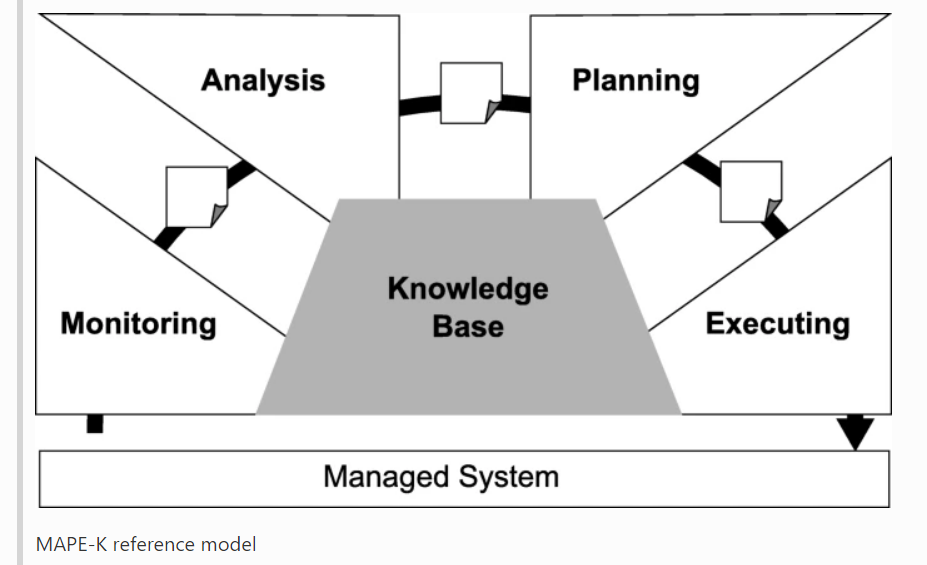 Analysis
Planning
Knowledge
Base
Monitoring
Executing
Managed System
MAPE-K reference model